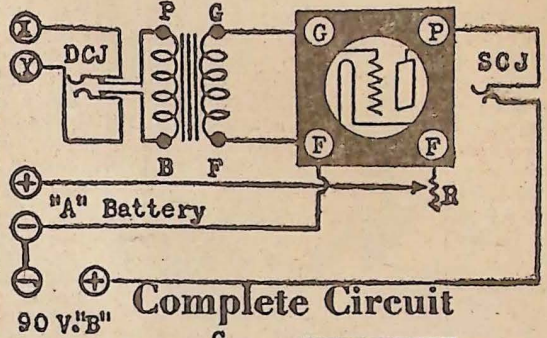 P G
X
Y
DCJ
G P
SCJ
F F
B F
+
R
"A" Battery
-
- +
Complete Circuit
90 V."B"